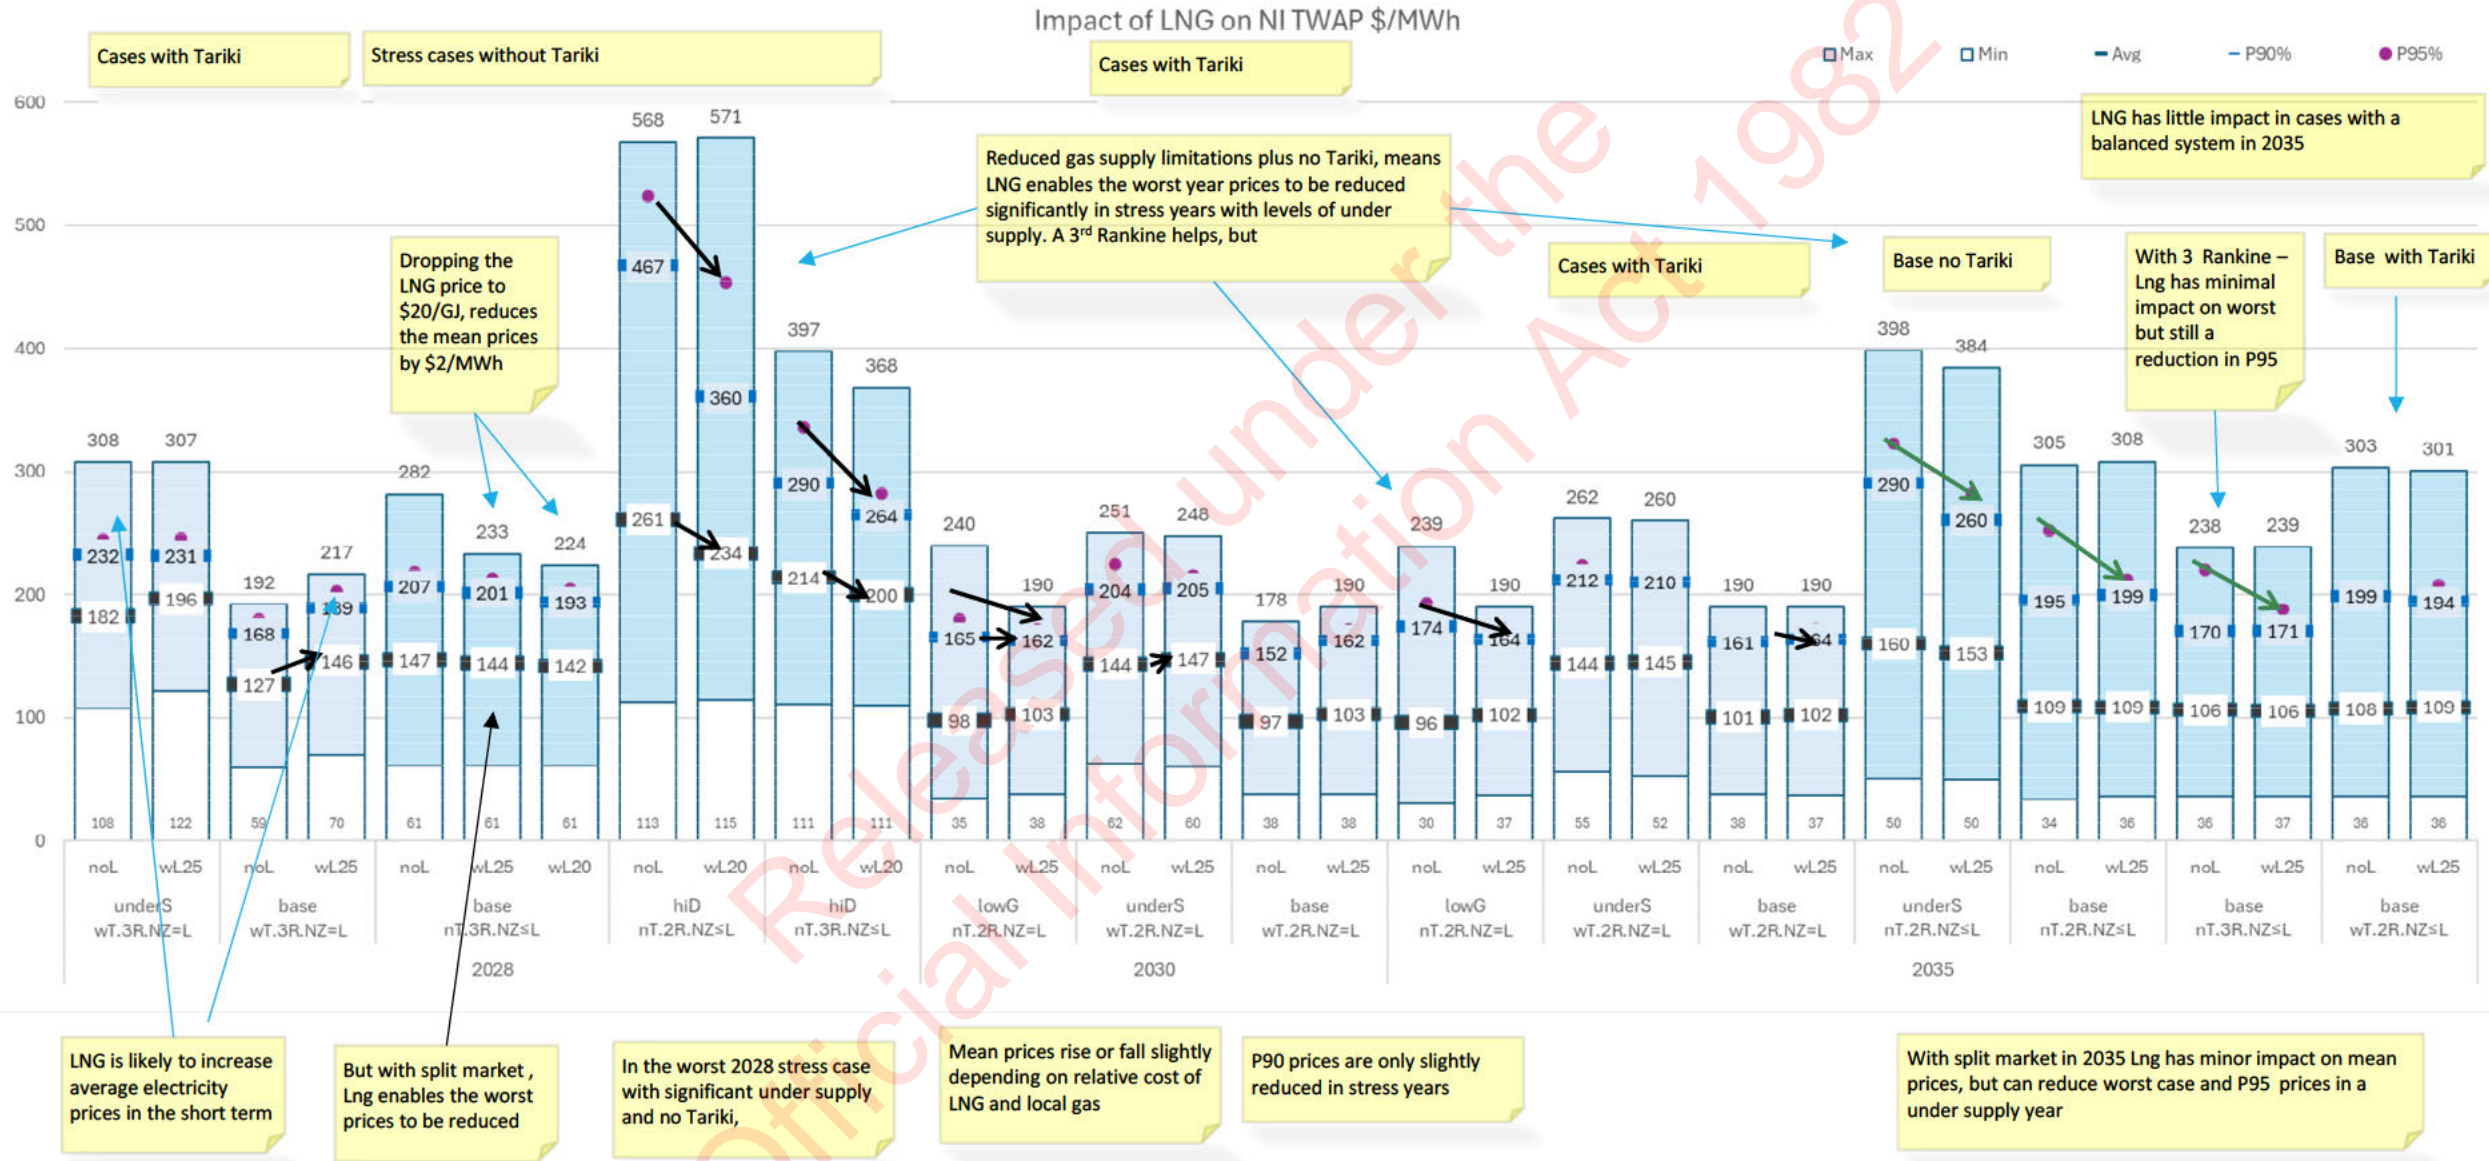 Impact of LNG on NI TWAP $/MWh
Max Min Avg P90% P95%
Cases with Tariki
Stress cases without Tariki
Cases with Tariki
LNG has little impact in cases with a
balanced system in 2035
Reduced gas supply limitations plus no Tariki, means
LNG enables the worst year prices to be reduced
significantly in stress years with levels of under
supply. A 3rd Rankine helps, but
Dropping the
LNG price to
$20/GJ, reduces
the mean prices
by $2/MWh
Cases with Tariki
Base no Tariki
With 3 Rankine –
Lng has minimal
impact on worst
but still a
reduction in P95
Base with Tariki
600
500
400
300
200
100
0
308 307 192 217 282 233 224 568 571 397 368 240 190 251 248 178 190 239 190 262 260 190 190 398 384 305 308 238 239 303 301
232 231 168 189 207 201 193 467 360 290 264 165 162 204 205 152 162 174 164 212 210 161 164 290 260 195 199 170 171 199 194
182 196 127 146 147 144 142 261 234 214 200 98 103 144 147 97 103 96 102 144 145 101 102 160 153 109 109 106 106 108 109
108 122 59 70 61 61 61 113 115 111 111 35 38 62 60 38 38 30 37 55 52 38 37 50 50 34 36 36 37 36 36
noL wL25 noL wL25 noL wL25 wL20 noL wL20 noL wL20 noL wL25 noL wL25 noL wL25 noL wL25 noL wL25 noL wL25 noL wL25 noL wL25 noL wL25 noL wL25
underS base base hiD hiD lowG underS base lowG underS base underS base base base
wT.3R.NZ=L wT.3R.NZ=L nT.3R.NZ≤L nT.2R.NZ≤L nT.3R.NZ≤L nT.2R.NZ=L wT.2R.NZ=L wT.2R.NZ=L nT.2R.NZ=L wT.2R.NZ=L wT.2R.NZ=L nT.2R.NZ≤L nT.2R.NZ≤L nT.3R.NZ≤L wT.2R.NZ≤L
2028 2030 2035
LNG is likely to increase
average electricity
prices in the short term
But with split market ,
Lng enables the worst
prices to be reduced
In the worst 2028 stress case
with significant under supply
and no Tariki,
Mean prices rise or fall slightly
depending on relative cost of
LNG and local gas
P90 prices are only slightly
reduced in stress years
With split market in 2035 Lng has minor impact on mean
prices, but can reduce worst case and P95 prices in a
under supply year
Released under the
Official Information Act 1982